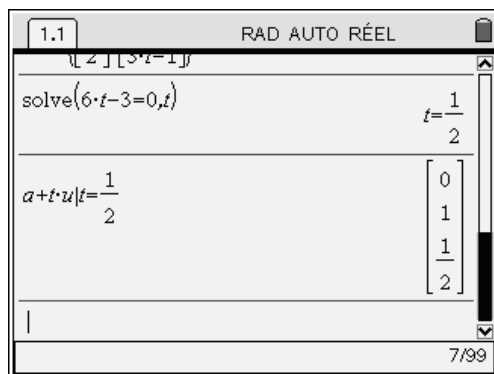 1.1 RAD AUTO RÉEL
solve(6·t−3=0,t)
t=1/2
a+t·u|t=1/2
[0
1
1/2]
7/99